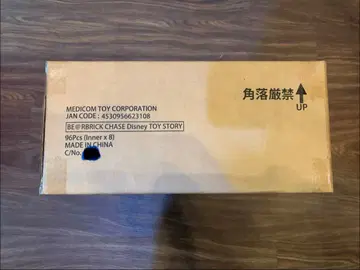 MEDICOM TOY CORPORATION
JAN CODE : 4530956623108
BE@RBRICK CHASE Disney TOY STORY
96Pcs (Inner x 8)
MADE IN CHINA
C/No.
角落厳禁
UP